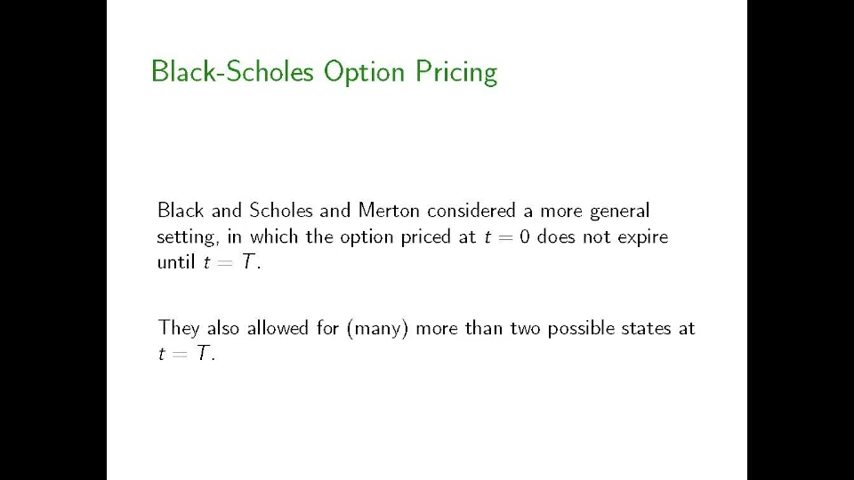 Black-Scholes Option Pricing
Black and Scholes and Merton considered a more general
setting, in which the option priced at t = 0 does not expire
until t = T.
They also allowed for (many) more than two possible states at
t = T.